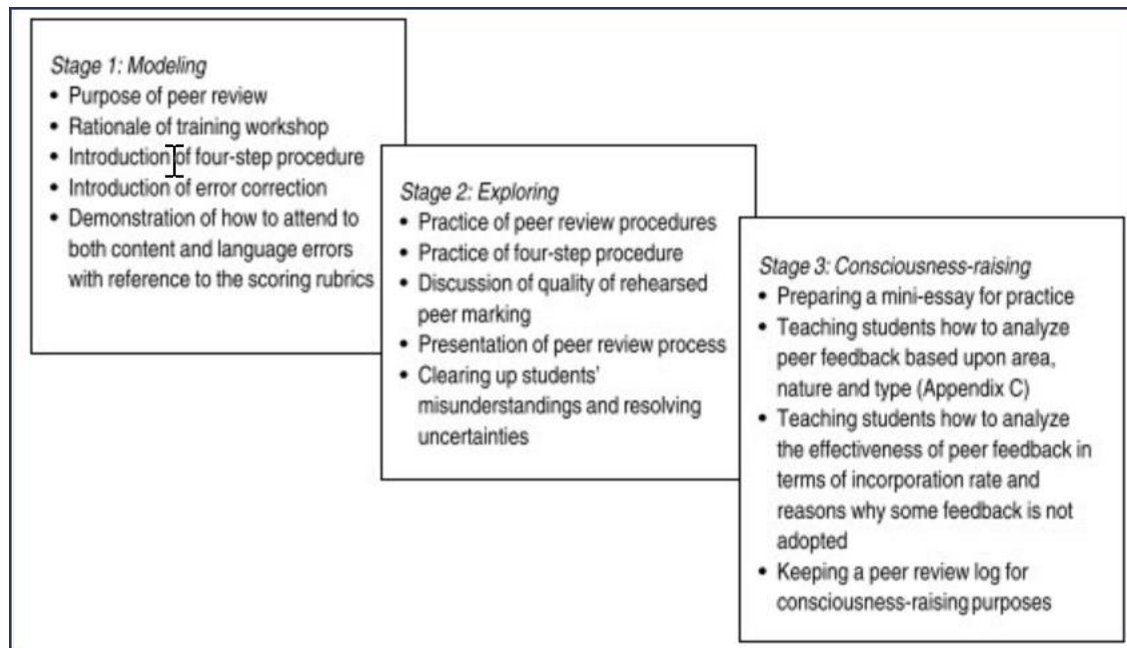 Stage 1: Modeling
• Purpose of peer review
• Rationale of training workshop
• Introduction of four-step procedure
• Introduction of error correction
• Demonstration of how to attend to
both content and language errors
with reference to the scoring rubrics
Stage 2: Exploring
• Practice of peer review procedures
• Practice of four-step procedure
• Discussion of quality of rehearsed
peer marking
• Presentation of peer review process
• Clearing up students'
misunderstandings and resolving
uncertainties
Stage 3: Consciousness-raising
• Preparing a mini-essay for practice
• Teaching students how to analyze
peer feedback based upon area,
nature and type (Appendix C)
• Teaching students how to analyze
the effectiveness of peer feedback in
terms of incorporation rate and
reasons why some feedback is not
adopted
• Keeping a peer review log for
consciousness-raising purposes